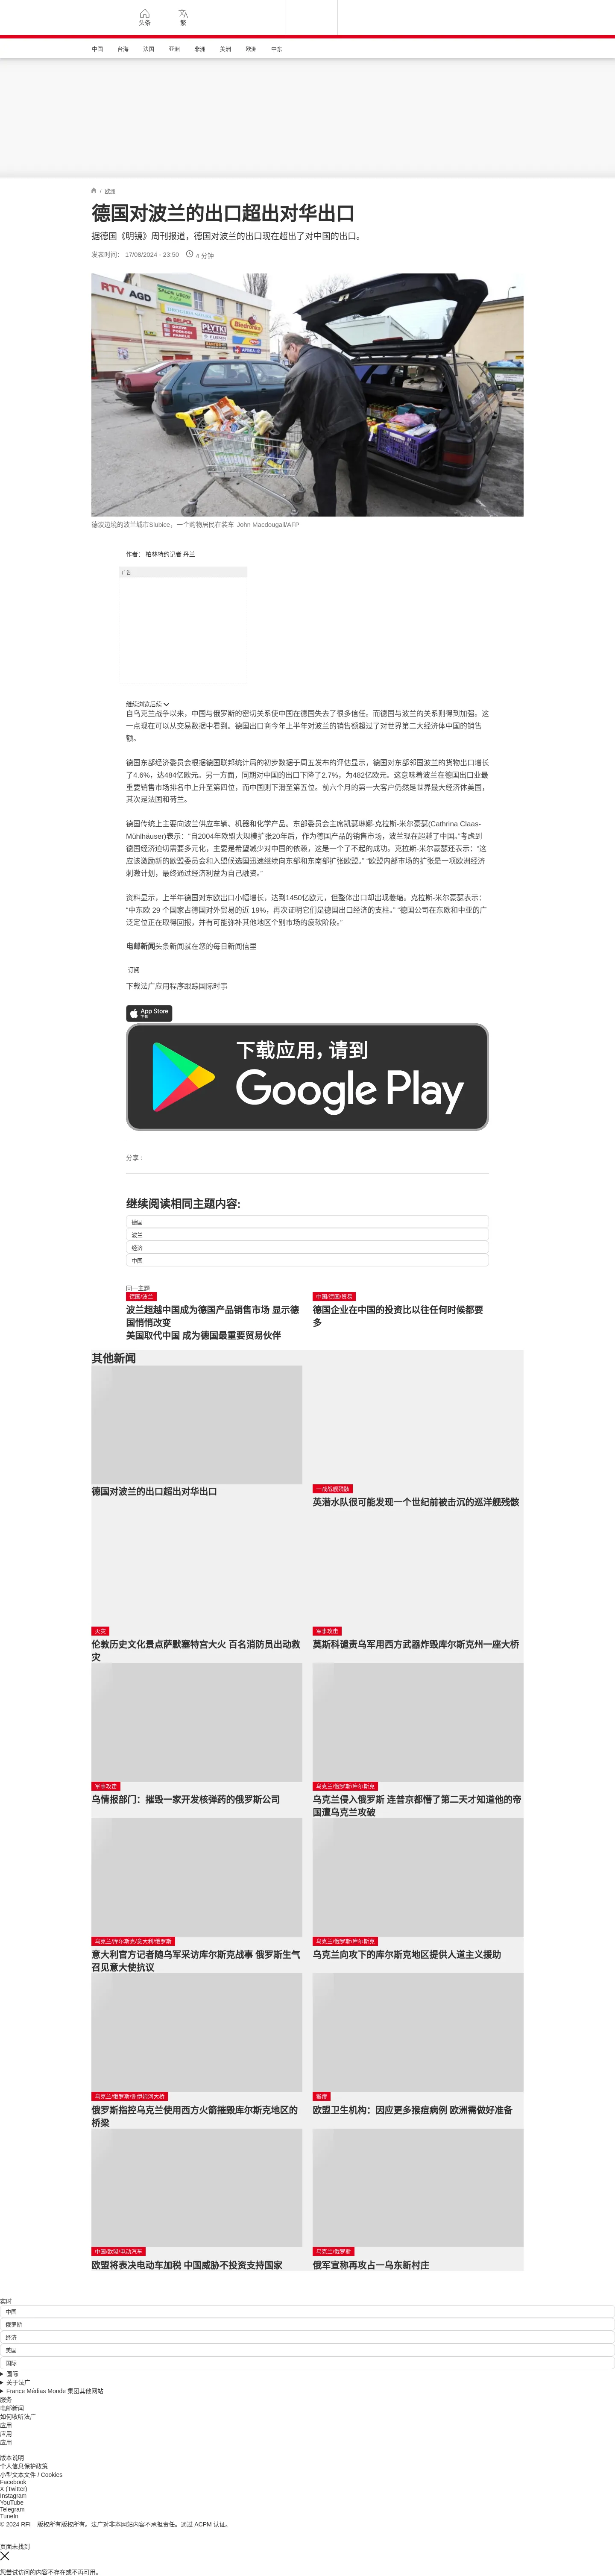 头条
繁
中国
台海
法国
亚洲
非洲
美洲
欧洲
中东
/ 欧洲
德国对波兰的出口超出对华出口
据德国《明镜》周刊报道，德国对波兰的出口现在超出了对中国的出口。
发表时间： 17/08/2024 - 23:50 4 分钟
RTV AGD
BELPOL
PŁYTKI
Biedronka
德波边境的波兰城市Slubice，一个购物居民在装车 John Macdougall/AFP
作者： 柏林特约记者 丹兰
广告
继续浏览后续
自乌克兰战争以来，中国与俄罗斯的密切关系使中国在德国失去了很多信任。而德国与波兰的关系则得到加强。这
一点现在可以从交易数据中看到。德国出口商今年上半年对波兰的销售额超过了对世界第二大经济体中国的销售
额。
德国东部经济委员会根据德国联邦统计局的初步数据于周五发布的评估显示，德国对东部邻国波兰的货物出口增长
了4.6%，达484亿欧元。另一方面，同期对中国的出口下降了2.7%，为482亿欧元。这意味着波兰在德国出口业最
重要销售市场排名中上升至第四位，而中国则下滑至第五位。前六个月的第一大客户仍然是世界最大经济体美国，
其次是法国和荷兰。
德国传统上主要向波兰供应车辆、机器和化学产品。东部委员会主席凯瑟琳娜·克拉斯-米尔豪瑟(Cathrina Claas-
Mühlhäuser)表示：“自2004年欧盟大规模扩张20年后，作为德国产品的销售市场，波兰现在超越了中国。”考虑到
德国经济迫切需要多元化，主要是希望减少对中国的依赖，这是一个了不起的成功。克拉斯-米尔豪瑟还表示：“这
应该激励新的欧盟委员会和入盟候选国迅速继续向东部和东南部扩张欧盟。” “欧盟内部市场的扩张是一项欧洲经济
刺激计划，最终通过经济利益为自己融资。”
资料显示，上半年德国对东欧出口小幅增长，达到1450亿欧元，但整体出口却出现萎缩。克拉斯-米尔豪瑟表示：
“中东欧 29 个国家占德国对外贸易的近 19%，再次证明它们是德国出口经济的支柱。” “德国公司在东欧和中亚的广
泛定位正在取得回报，并有可能弥补其他地区个别市场的疲软阶段。”
电邮新闻头条新闻就在您的每日新闻信里
订阅
下载法广应用程序跟踪国际时事
App Store
下载
下载应用，请到
Google Play
分享 :
继续阅读相同主题内容:
德国
波兰
经济
中国
同一主题
德国/波兰
波兰超越中国成为德国产品销售市场 显示德
国悄悄改变
美国取代中国 成为德国最重要贸易伙伴
中国/德国/贸易
德国企业在中国的投资比以往任何时候都要
多
其他新闻
德国对波兰的出口超出对华出口
一战战舰残骸
英潜水队很可能发现一个世纪前被击沉的巡洋舰残骸
火灾
伦敦历史文化景点萨默塞特宫大火 百名消防员出动救
灾
军事攻击
莫斯科谴责乌军用西方武器炸毁库尔斯克州一座大桥
军事攻击
乌情报部门：摧毁一家开发核弹药的俄罗斯公司
乌克兰/俄罗斯/库尔斯克
乌克兰侵入俄罗斯 连普京都懵了第二天才知道他的帝
国遭乌克兰攻破
乌克兰/库尔斯克/意大利/俄罗斯
意大利官方记者随乌军采访库尔斯克战事 俄罗斯生气
召见意大使抗议
乌克兰/俄罗斯/库尔斯克
乌克兰向攻下的库尔斯克地区提供人道主义援助
乌克兰/俄罗斯/谢伊姆河大桥
俄罗斯指控乌克兰使用西方火箭摧毁库尔斯克地区的
桥梁
猴痘
欧盟卫生机构：因应更多猴痘病例 欧洲需做好准备
中国/欧盟/电动汽车
欧盟将表决电动车加税 中国威胁不投资支持国家
乌克兰/俄罗斯
俄军宣称再攻占一乌东新村庄
实时
中国
俄罗斯
经济
美国
国际
国际
关于法广
France Médias Monde 集团其他网站
服务
电邮新闻
如何收听法广
应用
应用
应用
版本说明
个人信息保护政策
小型文本文件 / Cookies
Facebook
X (Twitter)
Instagram
YouTube
Telegram
TuneIn
© 2024 RFI – 版权所有版权所有。法广对非本网站内容不承担责任。通过 ACPM 认证。
页面未找到
您尝试访问的内容不存在或不再可用。